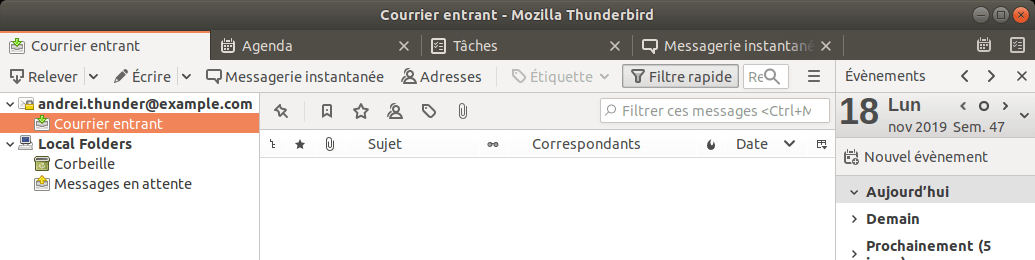 Courrier entrant - Mozilla Thunderbird
Courrier entrant
Agenda
Tâches
Messagerie instantan
Relever
Écrire
Messagerie instantanée
Adresses
Étiquette
Filtre rapide
Re
Évènements
andrei.thunder@example.com
Courrier entrant
Local Folders
Corbeille
Messages en attente
Filtrer ces messages <Ctrl+M
Sujet
Correspondants
Date
18
Lun
nov 2019 Sem. 47
Nouvel évènement
Aujourd'hui
Demain
Prochainement (5